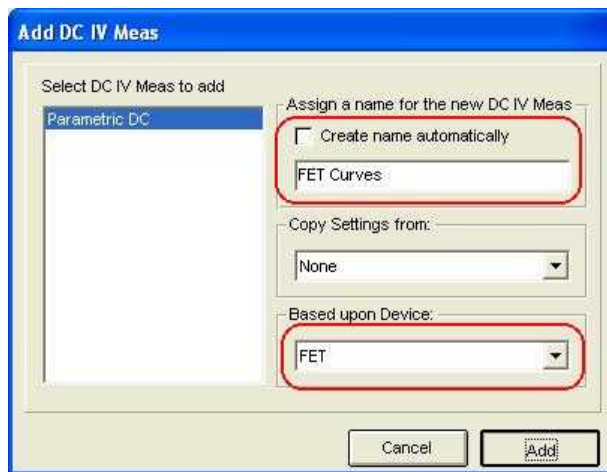 Add DC IV Meas
Select DC IV Meas to add
Parametric DC
Assign a name for the new DC IV Meas
Create name automatically
FET Curves
Copy Settings from:
None
Based upon Device:
FET
Cancel
Add